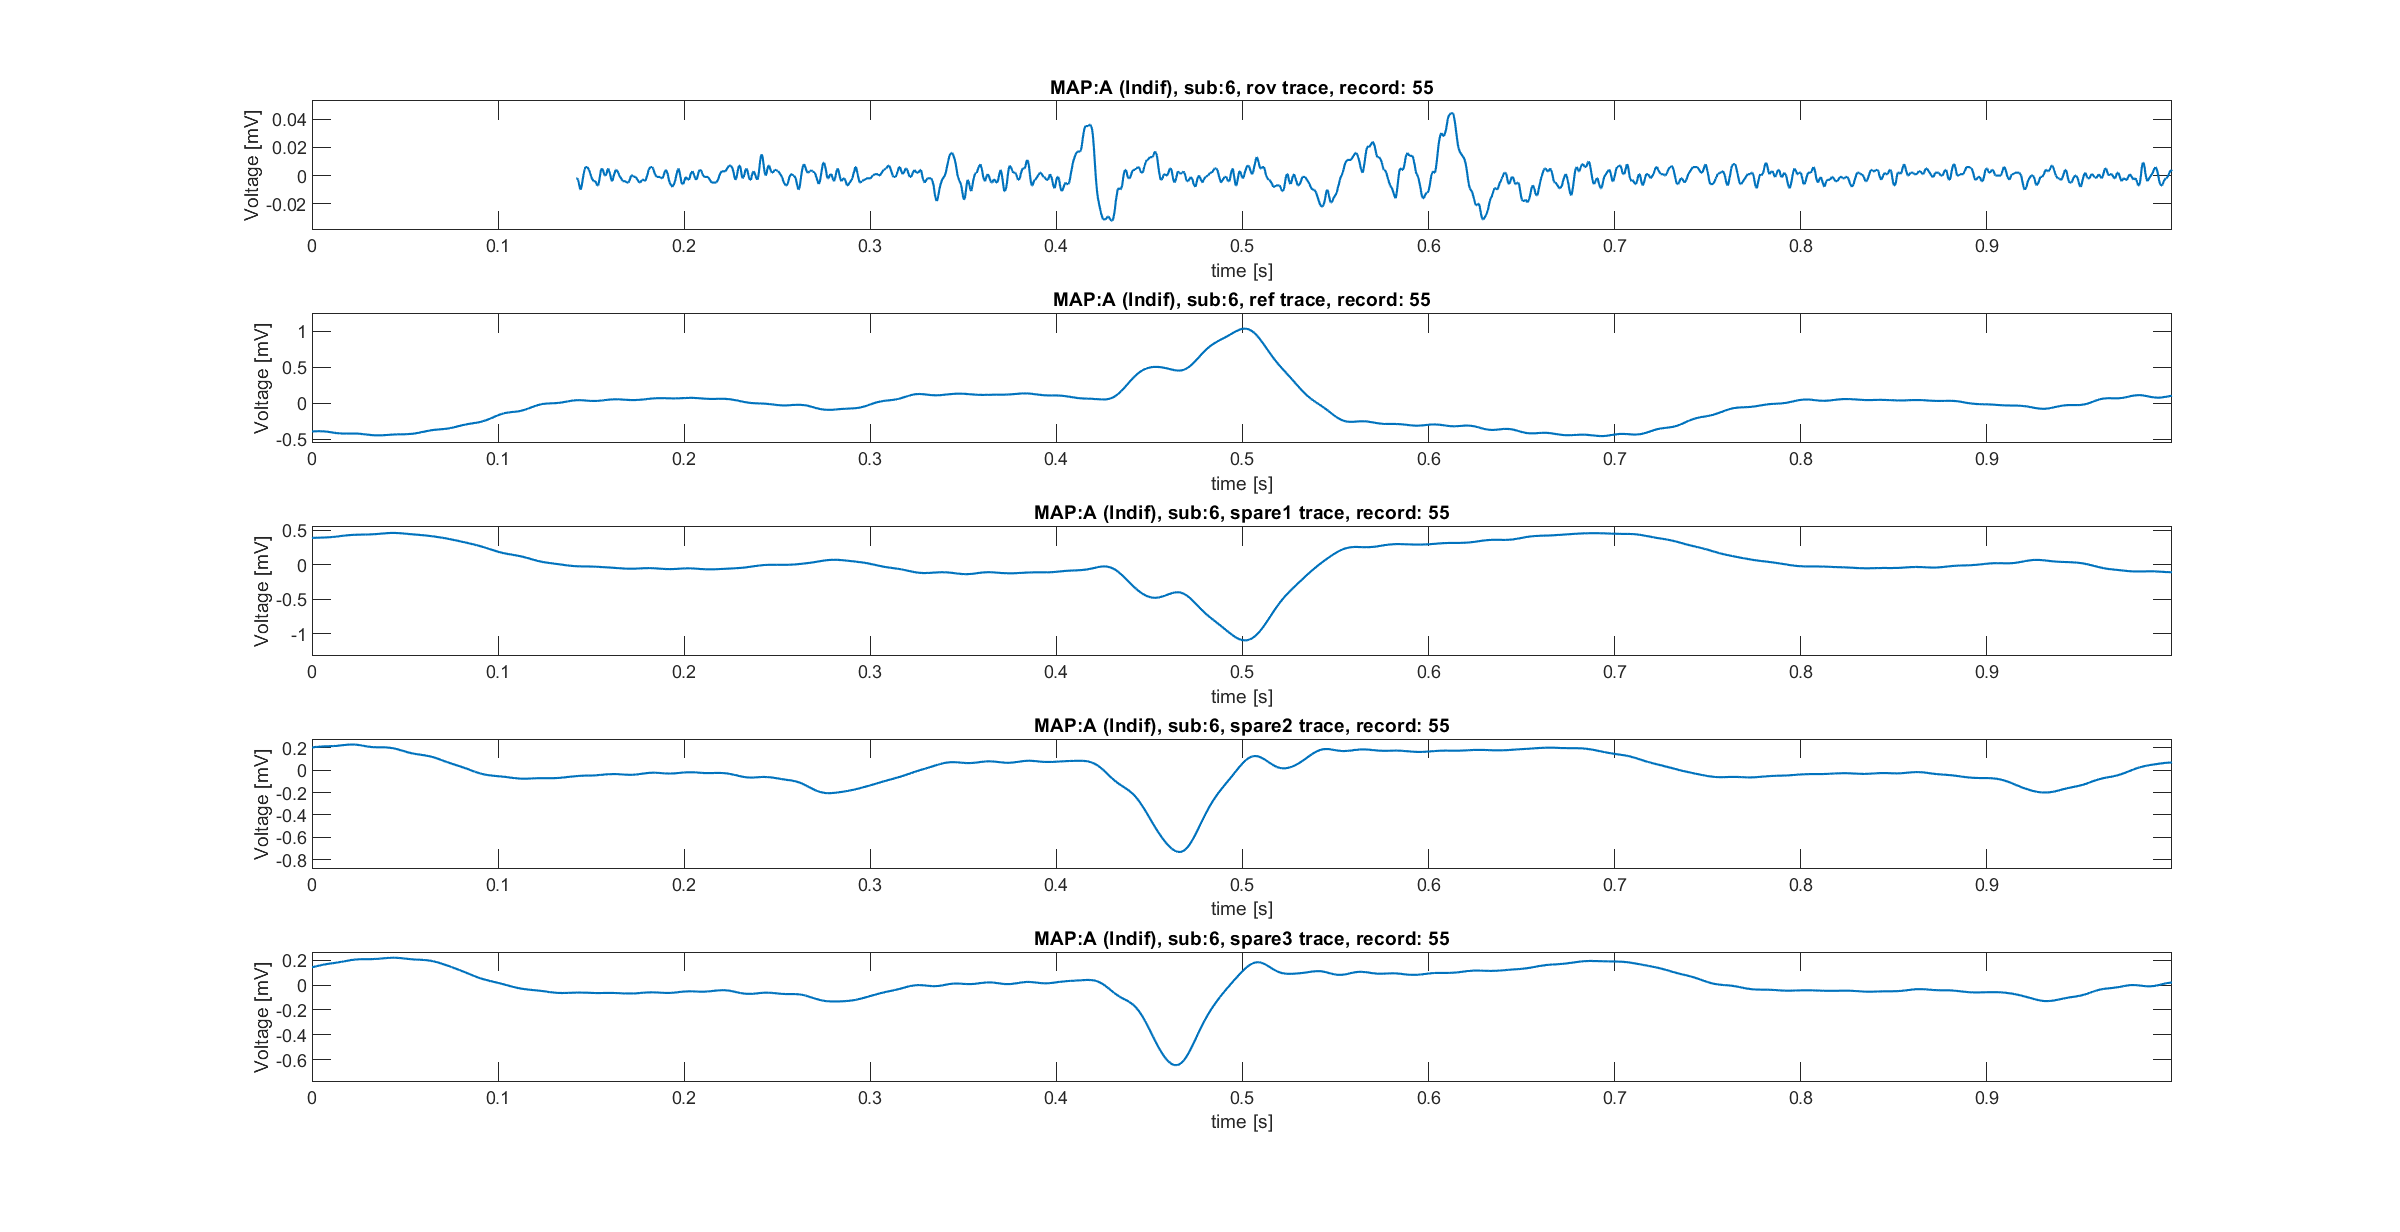 MAP:A (Indif), sub:6, rov trace, record: 55
Voltage [mV]
0.04
0.02
0
-0.02
0 0.1 0.2 0.3 0.4 0.5 0.6 0.7 0.8 0.9
time [s]
MAP:A (Indif), sub:6, ref trace, record: 55
Voltage [mV]
1
0.5
0
-0.5
0 0.1 0.2 0.3 0.4 0.5 0.6 0.7 0.8 0.9
time [s]
MAP:A (Indif), sub:6, spare1 trace, record: 55
Voltage [mV]
0.5
0
-0.5
-1
0 0.1 0.2 0.3 0.4 0.5 0.6 0.7 0.8 0.9
time [s]
MAP:A (Indif), sub:6, spare2 trace, record: 55
Voltage [mV]
0.2
0
-0.2
-0.4
-0.6
-0.8
0 0.1 0.2 0.3 0.4 0.5 0.6 0.7 0.8 0.9
time [s]
MAP:A (Indif), sub:6, spare3 trace, record: 55
Voltage [mV]
0.2
0
-0.2
-0.4
-0.6
0 0.1 0.2 0.3 0.4 0.5 0.6 0.7 0.8 0.9
time [s]